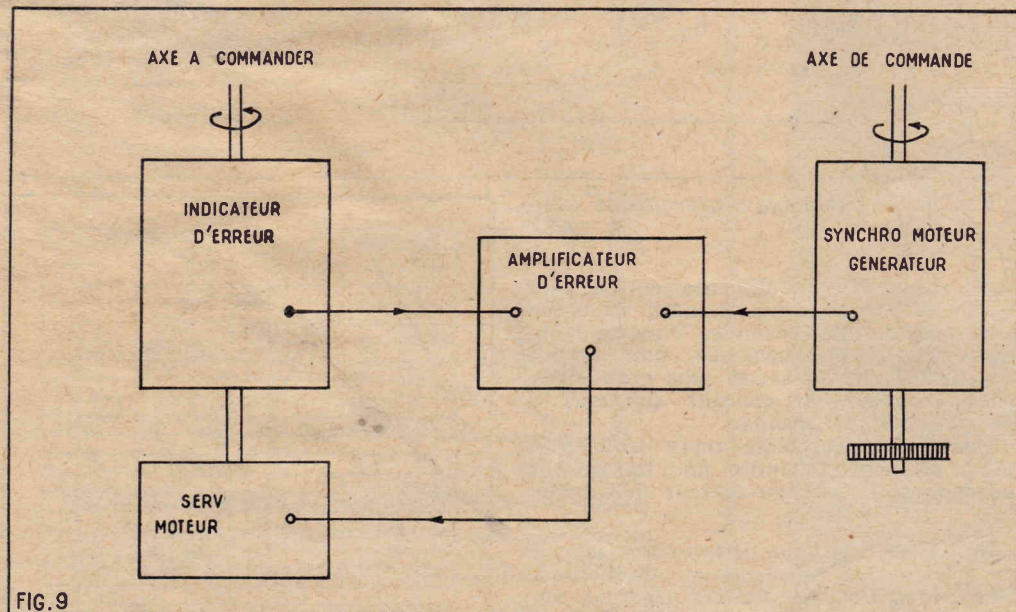 AXE A COMMANDER
AXE DE COMMANDE
INDICATEUR
D'ERREUR
AMPLIFICATEUR
D'ERREUR
SYNCHRO MOTEUR
GENERATEUR
SERV
MOTEUR
FIG.9